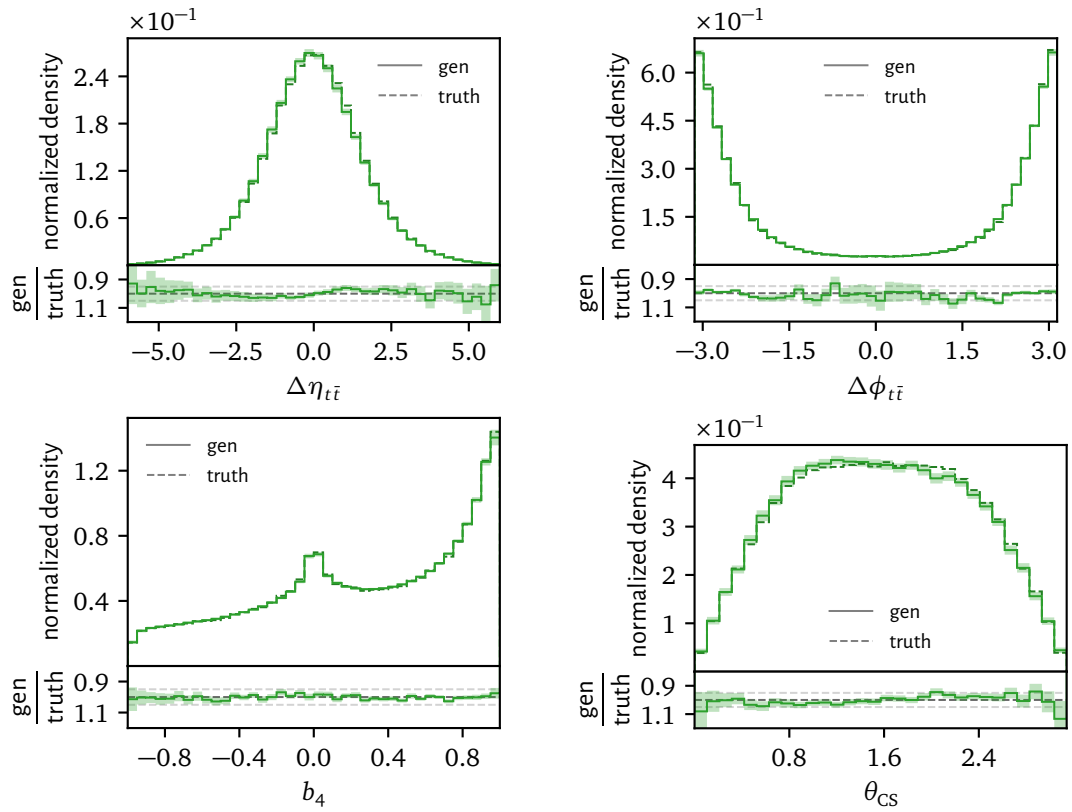 ×10⁻¹
normalized density
2.4
1.8
1.2
0.6
gen
truth
gen
truth
0.9
1.1
−5.0 −2.5 0.0 2.5 5.0
Δη_{tt̄}
×10⁻¹
normalized density
6.0
4.5
3.0
1.5
gen
truth
gen
truth
0.9
1.1
−3.0 −1.5 0.0 1.5 3.0
Δϕ_{tt̄}
normalized density
1.2
0.8
0.4
gen
truth
gen
truth
0.9
1.1
−0.8 −0.4 0.0 0.4 0.8
b₄
×10⁻¹
normalized density
4
3
2
1
gen
truth
gen
truth
0.9
1.1
0.8 1.6 2.4
θ_{CS}